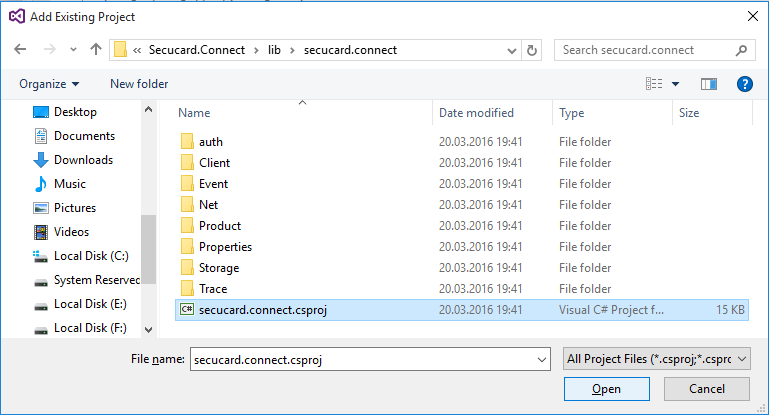 Add Existing Project
« Secucard.Connect › lib › secucard.connect
Search secucard.connect
Organize
New folder
Name Date modified Type Size
Desktop
Documents
Downloads
Music
Pictures
Videos
Local Disk (C:)
System Reserved
Local Disk (E:)
Local Disk (F:)
auth 20.03.2016 19:41 File folder
Client 20.03.2016 19:41 File folder
Event 20.03.2016 19:41 File folder
Net 20.03.2016 19:41 File folder
Product 20.03.2016 19:41 File folder
Properties 20.03.2016 19:41 File folder
Storage 20.03.2016 19:41 File folder
Trace 20.03.2016 19:41 File folder
C# secucard.connect.csproj 20.03.2016 19:41 Visual C# Project f... 15 KB
File name: secucard.connect.csproj
All Project Files (*.csproj;*.csprc
Open
Cancel